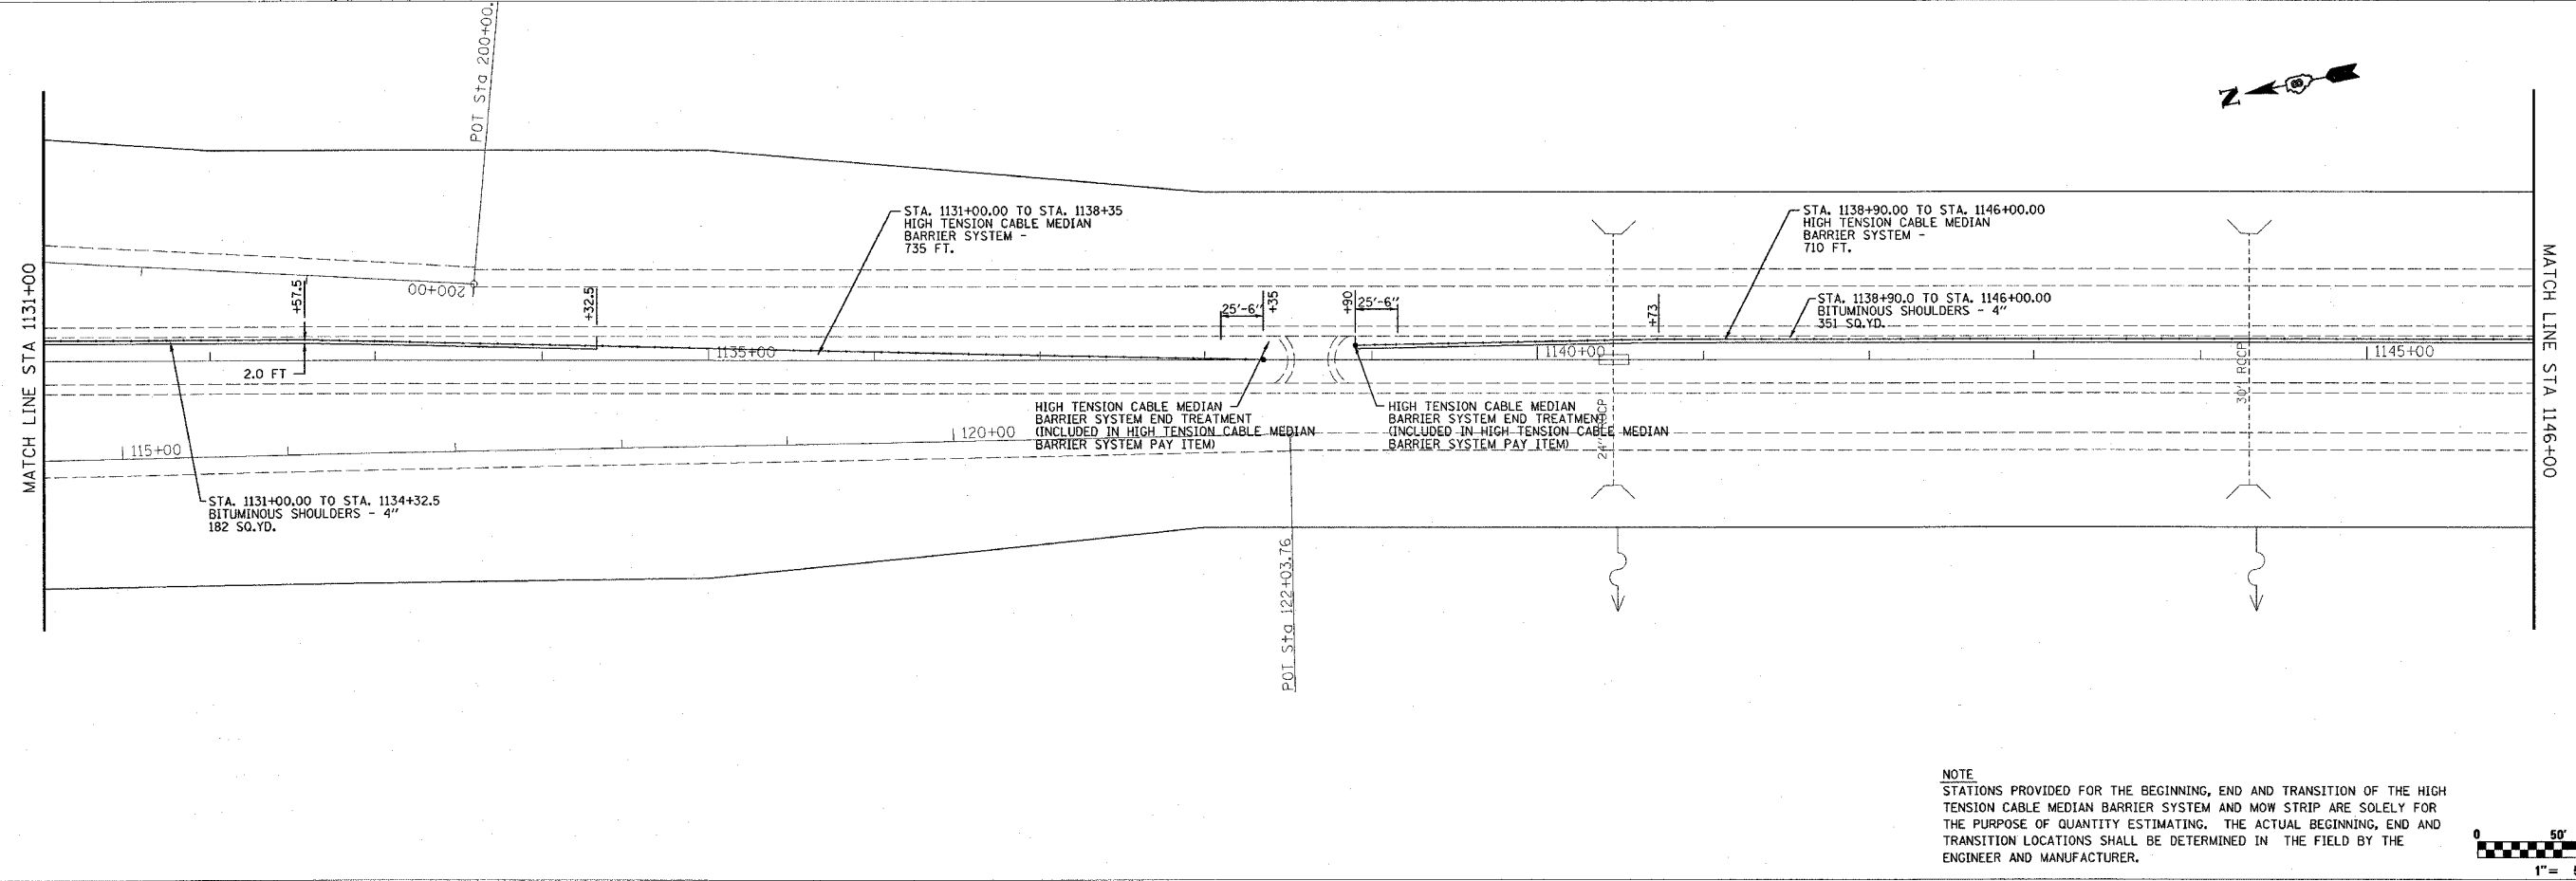 POT Sta 200+00.
N
MATCH LINE STA 1131+00
STA. 1131+00.00 TO STA. 1138+35
HIGH TENSION CABLE MEDIAN
BARRIER SYSTEM -
735 FT.
STA. 1138+90.00 TO STA. 1146+00.00
HIGH TENSION CABLE MEDIAN
BARRIER SYSTEM -
710 FT.
MATCH LINE STA 1146+00
+57.5
200+00
+32.5
25'-6"
+35
+90
25'-6"
+73
STA. 1138+90.0 TO STA. 1146+00.00
BITUMINOUS SHOULDERS - 4"
351 SQ.YD.
1135+00
1140+00
1145+00
2.0 FT
30" RCCP
24" RCCP
HIGH TENSION CABLE MEDIAN
BARRIER SYSTEM END TREATMENT
(INCLUDED IN HIGH TENSION CABLE MEDIAN
BARRIER SYSTEM PAY ITEM)
HIGH TENSION CABLE MEDIAN
BARRIER SYSTEM END TREATMENT
(INCLUDED IN HIGH TENSION CABLE MEDIAN
BARRIER SYSTEM PAY ITEM)
115+00
120+00
STA. 1131+00.00 TO STA. 1134+32.5
BITUMINOUS SHOULDERS - 4"
182 SQ.YD.
POT Sta 122+03.76
NOTE
STATIONS PROVIDED FOR THE BEGINNING, END AND TRANSITION OF THE HIGH
TENSION CABLE MEDIAN BARRIER SYSTEM AND MOW STRIP ARE SOLELY FOR
THE PURPOSE OF QUANTITY ESTIMATING. THE ACTUAL BEGINNING, END AND
TRANSITION LOCATIONS SHALL BE DETERMINED IN THE FIELD BY THE
ENGINEER AND MANUFACTURER.
0 50'
1"=